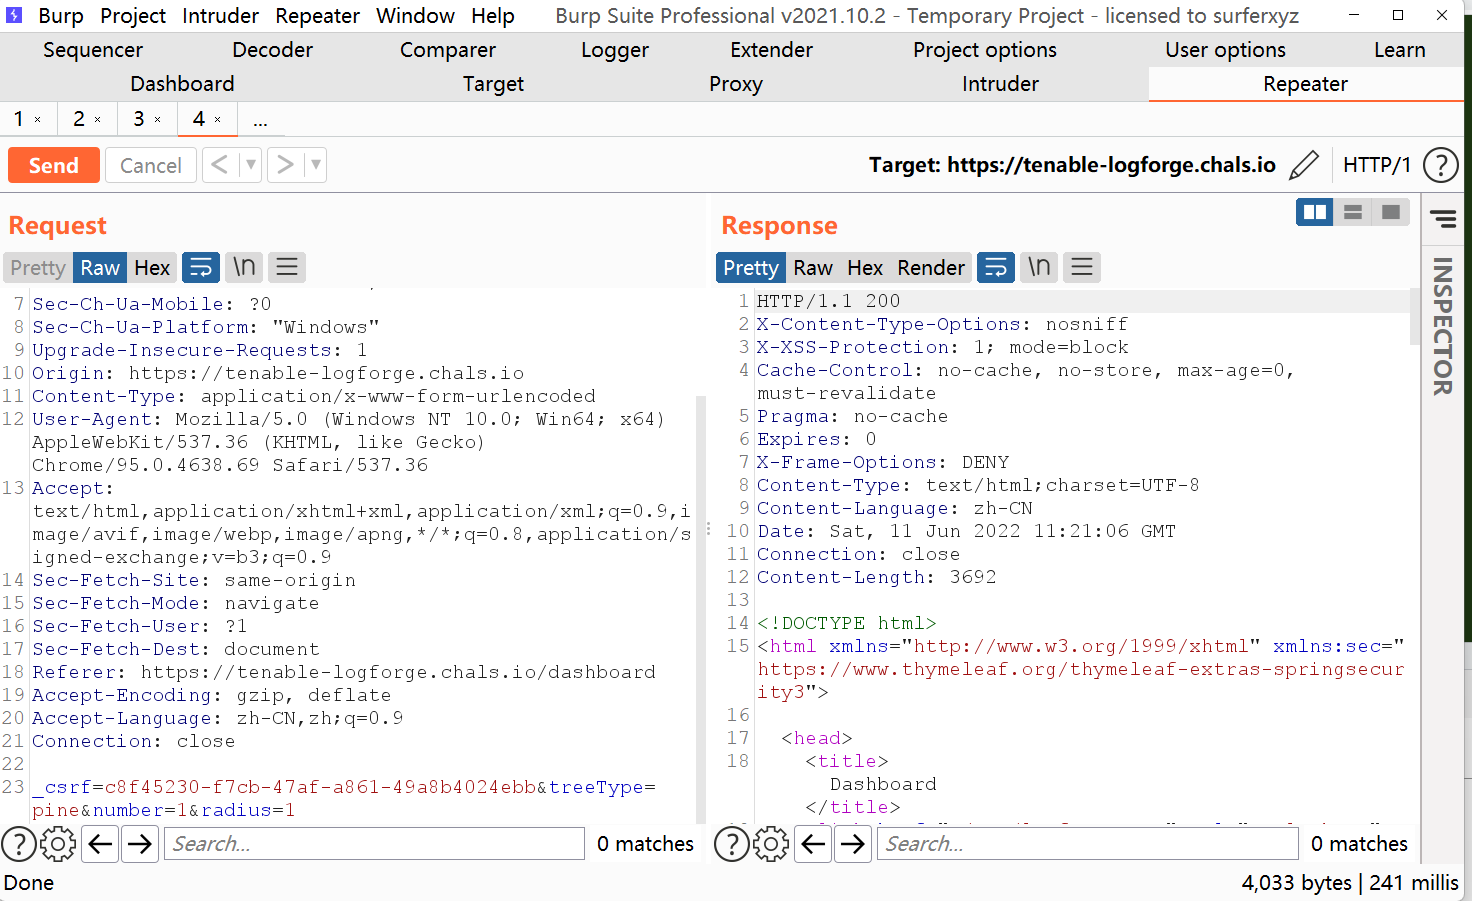 Burp Project Intruder Repeater Window Help Burp Suite Professional v2021.10.2 - Temporary Project - licensed to surferxyz
Sequencer Decoder Comparer Logger Extender Project options User options Learn
Dashboard Target Proxy Intruder Repeater
1 × 2 × 3 × 4 × ...
Send Cancel < > Target: https://tenable-logforge.chals.io HTTP/1 ?
Request
Pretty Raw Hex \n
7 Sec-Ch-Ua-Mobile: ?0
8 Sec-Ch-Ua-Platform: "Windows"
9 Upgrade-Insecure-Requests: 1
10 Origin: https://tenable-logforge.chals.io
11 Content-Type: application/x-www-form-urlencoded
12 User-Agent: Mozilla/5.0 (Windows NT 10.0; Win64; x64)
AppleWebKit/537.36 (KHTML, like Gecko)
Chrome/95.0.4638.69 Safari/537.36
13 Accept:
text/html,application/xhtml+xml,application/xml;q=0.9,i
mage/avif,image/webp,image/apng,*/*;q=0.8,application/s
igned-exchange;v=b3;q=0.9
14 Sec-Fetch-Site: same-origin
15 Sec-Fetch-Mode: navigate
16 Sec-Fetch-User: ?1
17 Sec-Fetch-Dest: document
18 Referer: https://tenable-logforge.chals.io/dashboard
19 Accept-Encoding: gzip, deflate
20 Accept-Language: zh-CN,zh;q=0.9
21 Connection: close
22
23 _csrf=c8f45230-f7cb-47af-a861-49a8b4024ebb&treeType=
pine&number=1&radius=1
? Search... 0 matches
Response
Pretty Raw Hex Render \n
1 HTTP/1.1 200
2 X-Content-Type-Options: nosniff
3 X-XSS-Protection: 1; mode=block
4 Cache-Control: no-cache, no-store, max-age=0,
must-revalidate
5 Pragma: no-cache
6 Expires: 0
7 X-Frame-Options: DENY
8 Content-Type: text/html;charset=UTF-8
9 Content-Language: zh-CN
10 Date: Sat, 11 Jun 2022 11:21:06 GMT
11 Connection: close
12 Content-Length: 3692
13
14 <!DOCTYPE html>
15 <html xmlns="http://www.w3.org/1999/xhtml" xmlns:sec="
https://www.thymeleaf.org/thymeleaf-extras-springsecur
ity3">
16
17 <head>
18 <title>
Dashboard
</title>
? Search... 0 matches
INSPECTOR
Done 4,033 bytes | 241 millis